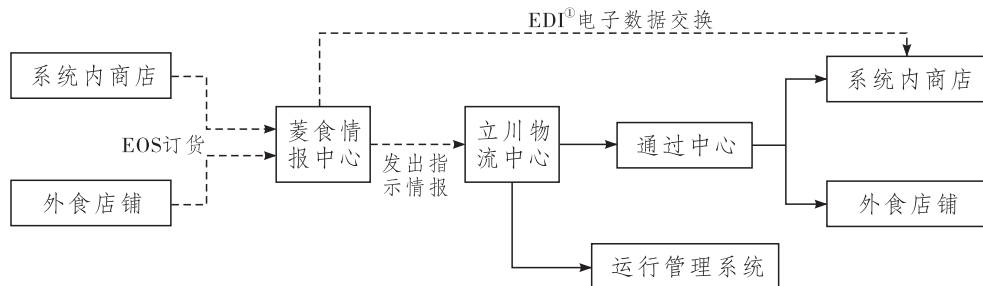 EDI①电子数据交换
系统内商店
系统内商店
菱食情
报中心
立川物
流中心
通过中心
EOS订货
发出指
示情报
外食店铺
外食店铺
运行管理系统